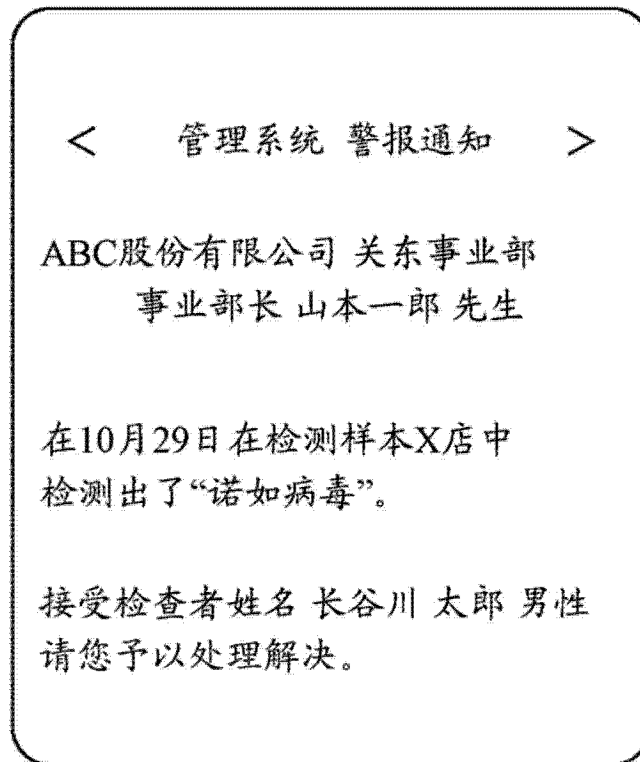 < 管理系统 警报通知 >
ABC股份有限公司 关东事业部
事业部长 山本一郎 先生
在10月29日在检测样本X店中
检测出了“诺如病毒”。
接受检查者姓名 长谷川 太郎 男性
请您予以处理解决。